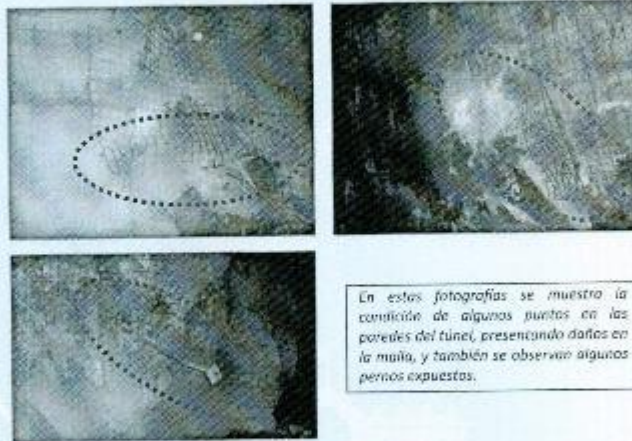 En estas fotografías se muestra la
condición de algunos puntos en las
paredes del túnel, presentando daños en
la malla, y también se observan algunos
pernos expuestos.